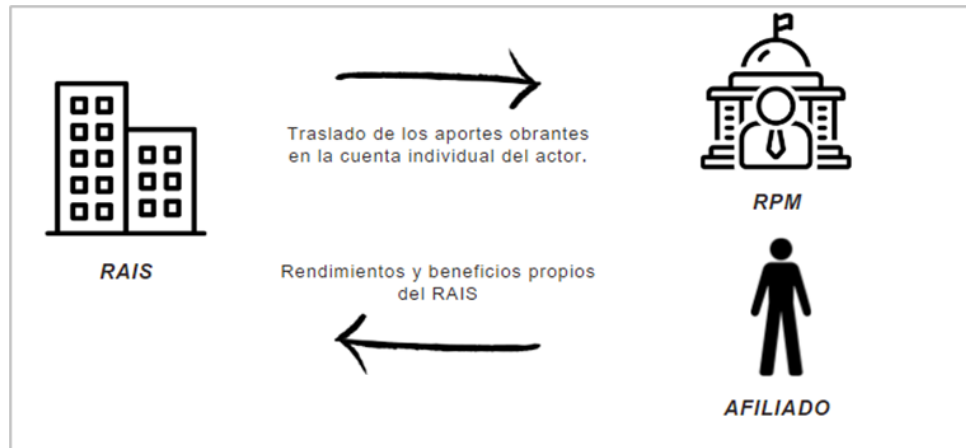 Traslado de los aportes obrantes
en la cuenta individual del actor.
RPM
RAIS
Rendimientos y beneficios propios
del RAIS
AFILIADO